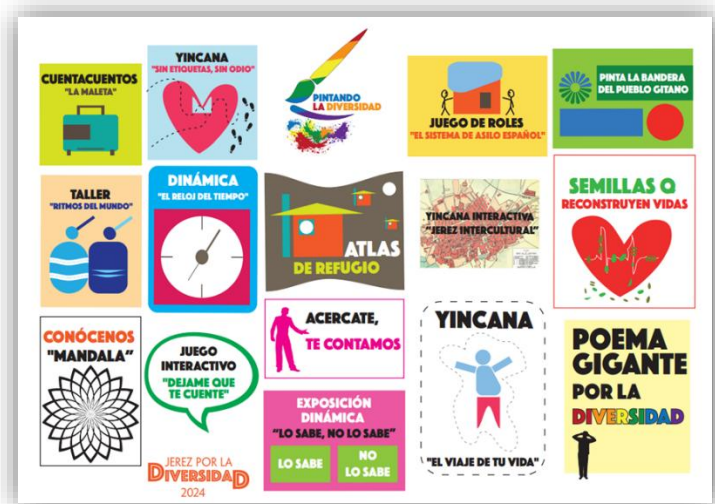 CUENTACUENTOS
"LA MALETA"
YINCANA
"SIN ETIQUETAS, SIN ODIO"
PINTANDO
LA DIVERSIDAD
JUEGO DE ROLES
"EL SISTEMA DE ASILO ESPAÑOL"
PINTA LA BANDERA
DEL PUEBLO GITANO
TALLER
"RITMOS DEL MUNDO"
DINÁMICA
"EL RELOJ DEL TIEMPO"
ATLAS
DE REFUGIO
YINCANA INTERACTIVA
"JEREZ INTERCULTURAL"
SEMILLAS Q
RECONSTRUYEN VIDAS
CONÓCENOS
"MANDALA"
JUEGO
INTERACTIVO
"DEJAME QUE
TE CUENTE"
ACERCATE,
TE CONTAMOS
YINCANA
"EL VIAJE DE TU VIDA"
POEMA
GIGANTE
POR LA
DIVERSIDAD
EXPOSICIÓN
DINÁMICA
"LO SABE, NO LO SABE"
LO SABE
NO
LO SABE
JEREZ POR LA
DIVERSIDAD
2024